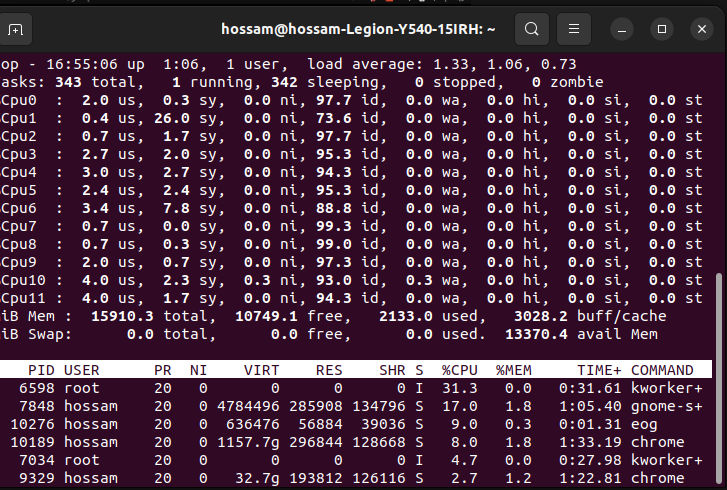 hossam@hossam-Legion-Y540-15IRH: ~
op - 16:55:06 up  1:06,  1 user,  load average: 1.33, 1.06, 0.73
asks: 343 total,   1 running, 342 sleeping,   0 stopped,   0 zombie
Cpu0  :  2.0 us,  0.3 sy,  0.0 ni, 97.7 id,  0.0 wa,  0.0 hi,  0.0 si,  0.0 st
Cpu1  :  0.4 us, 26.0 sy,  0.0 ni, 73.6 id,  0.0 wa,  0.0 hi,  0.0 si,  0.0 st
Cpu2  :  0.7 us,  1.7 sy,  0.0 ni, 97.7 id,  0.0 wa,  0.0 hi,  0.0 si,  0.0 st
Cpu3  :  2.7 us,  2.0 sy,  0.0 ni, 95.3 id,  0.0 wa,  0.0 hi,  0.0 si,  0.0 st
Cpu4  :  3.0 us,  2.7 sy,  0.0 ni, 94.3 id,  0.0 wa,  0.0 hi,  0.0 si,  0.0 st
Cpu5  :  2.4 us,  2.4 sy,  0.0 ni, 95.3 id,  0.0 wa,  0.0 hi,  0.0 si,  0.0 st
Cpu6  :  3.4 us,  7.8 sy,  0.0 ni, 88.8 id,  0.0 wa,  0.0 hi,  0.0 si,  0.0 st
Cpu7  :  0.7 us,  0.0 sy,  0.0 ni, 99.3 id,  0.0 wa,  0.0 hi,  0.0 si,  0.0 st
Cpu8  :  0.7 us,  0.3 sy,  0.0 ni, 99.0 id,  0.0 wa,  0.0 hi,  0.0 si,  0.0 st
Cpu9  :  2.0 us,  0.7 sy,  0.0 ni, 97.3 id,  0.0 wa,  0.0 hi,  0.0 si,  0.0 st
Cpu10 :  4.0 us,  2.3 sy,  0.3 ni, 93.0 id,  0.3 wa,  0.0 hi,  0.0 si,  0.0 st
Cpu11 :  4.0 us,  1.7 sy,  0.0 ni, 94.3 id,  0.0 wa,  0.0 hi,  0.0 si,  0.0 st
iB Mem :  15910.3 total,  10749.1 free,   2133.0 used,   3028.2 buff/cache
iB Swap:      0.0 total,      0.0 free,      0.0 used.  13370.4 avail Mem
PID USER      PR  NI    VIRT    RES    SHR S  %CPU  %MEM     TIME+ COMMAND
6598 root      20   0       0      0      0 I  31.3   0.0   0:31.61 kworker+
7848 hossam    20   0 4784496 285908 134796 S  17.0   1.8   1:05.40 gnome-s+
10276 hossam    20   0  636476  56884  39036 S   9.0   0.3   0:01.31 eog
10189 hossam    20   0 1157.7g 296844 128668 S   8.0   1.8   1:33.19 chrome
7034 root      20   0       0      0      0 I   4.7   0.0   0:27.98 kworker+
9329 hossam    20   0   32.7g 193812 126116 S   2.7   1.2   1:22.81 chrome